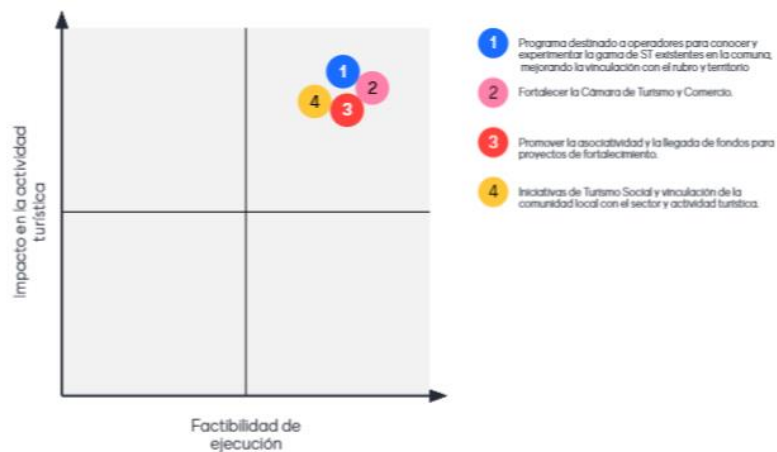 Impacto en la actividad
turística
1
2
3
4
Factibilidad de
ejecución
1
Programa destinado a operadores para conocer y
experimentar la gama de ST existentes en la comuna,
mejorando la vinculación con el rubro y territorio
2
Fortalecer la Cámara de Turismo y Comercio.
3
Promover la asociatividad y la llegada de fondos para
proyectos de fortalecimiento.
4
Iniciativas de Turismo Social y vinculación de la
comunidad local con el sector y actividad turística.